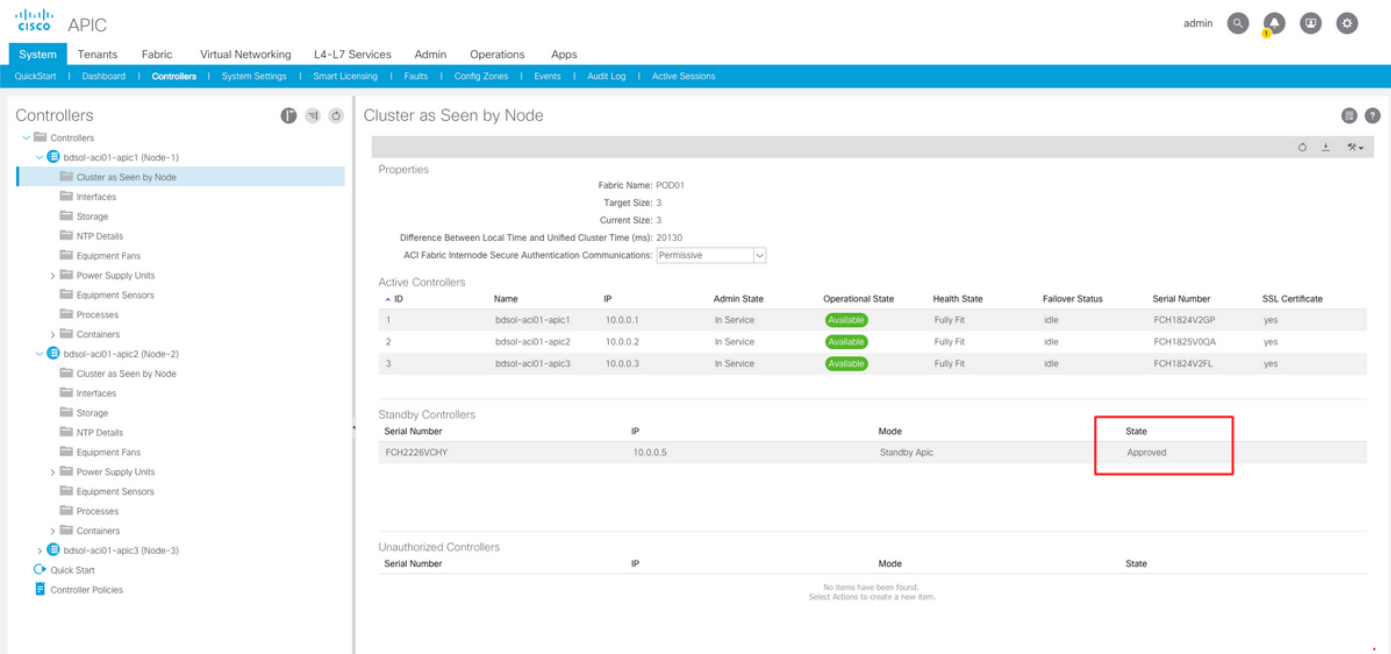 cisco APIC
admin
1
System Tenants Fabric Virtual Networking L4-L7 Services Admin Operations Apps
QuickStart | Dashboard | Controllers | System Settings | Smart Licensing | Faults | Config Zones | Events | Audit Log | Active Sessions
Controllers
Controllers
bdsol-aci01-apic1 (Node-1)
Cluster as Seen by Node
Interfaces
Storage
NTP Details
Equipment Fans
Power Supply Units
Equipment Sensors
Processes
Containers
bdsol-aci01-apic2 (Node-2)
Cluster as Seen by Node
Interfaces
Storage
NTP Details
Equipment Fans
Power Supply Units
Equipment Sensors
Processes
Containers
bdsol-aci01-apic3 (Node-3)
Quick Start
Controller Policies
Cluster as Seen by Node
Properties
Fabric Name: POD01
Target Size: 3
Current Size: 3
Difference Between Local Time and Unified Cluster Time (ms): 20130
ACI Fabric Internode Secure Authentication Communications: Permissive
Active Controllers
ID Name IP Admin State Operational State Health State Failover Status Serial Number SSL Certificate
1 bdsol-aci01-apic1 10.0.0.1 In Service Available Fully Fit idle FCH1824V2GP yes
2 bdsol-aci01-apic2 10.0.0.2 In Service Available Fully Fit idle FCH1825V0QA yes
3 bdsol-aci01-apic3 10.0.0.3 In Service Available Fully Fit idle FCH1824V2FL yes
Standby Controllers
Serial Number IP Mode State
FCH2226VCHY 10.0.0.5 Standby Apic Approved
Unauthorized Controllers
Serial Number IP Mode State
No items have been found.
Select Actions to create a new item.